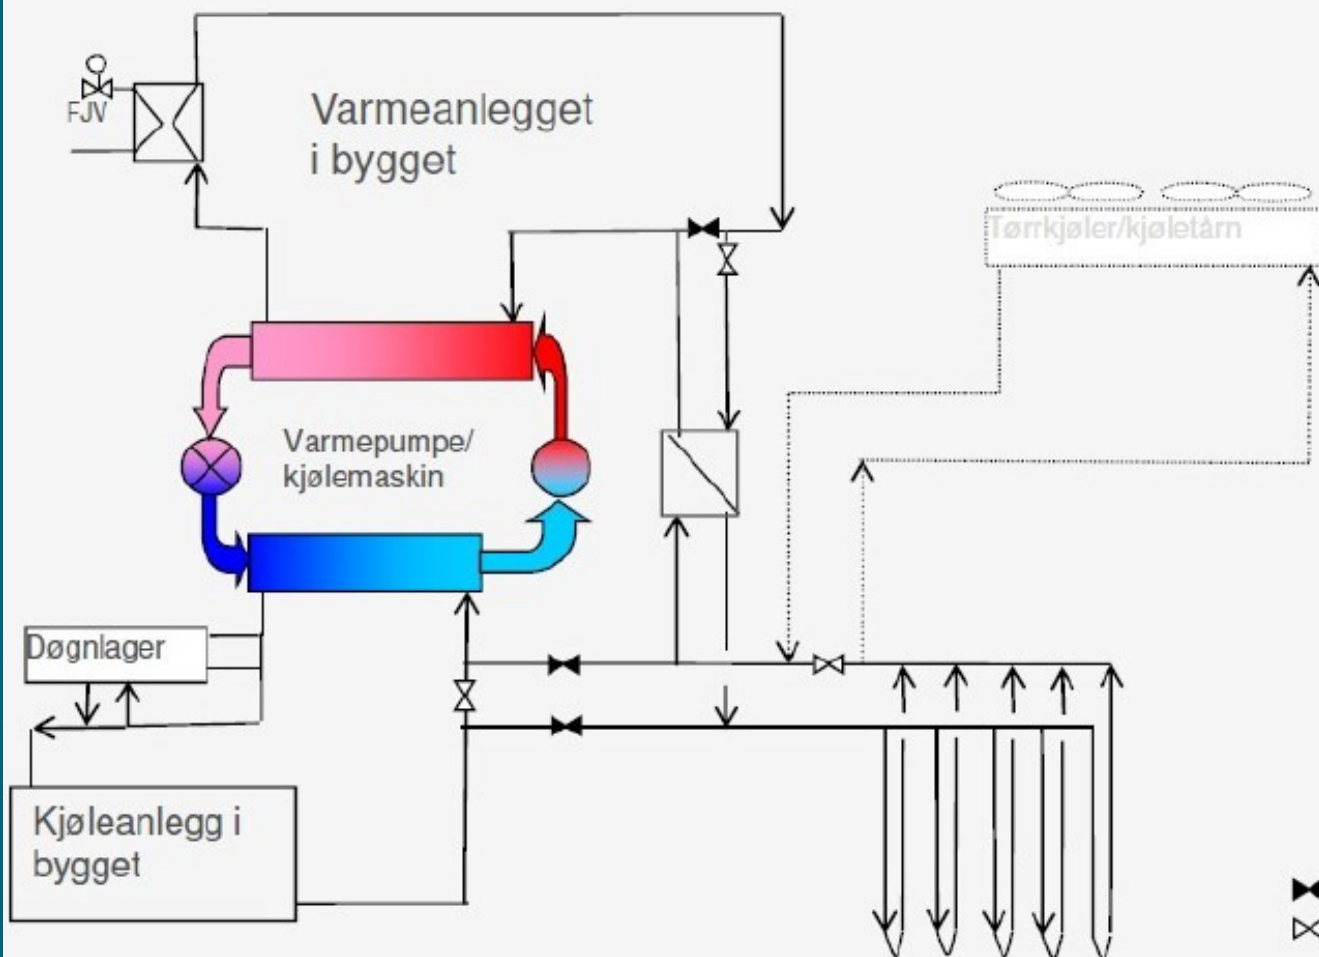 FJV
Varmeanlegget
i bygget
Tørrkjøler/kjøletårn
Varmepumpe/
kjølemaskin
Døgnlager
Kjøleanlegg i
bygget